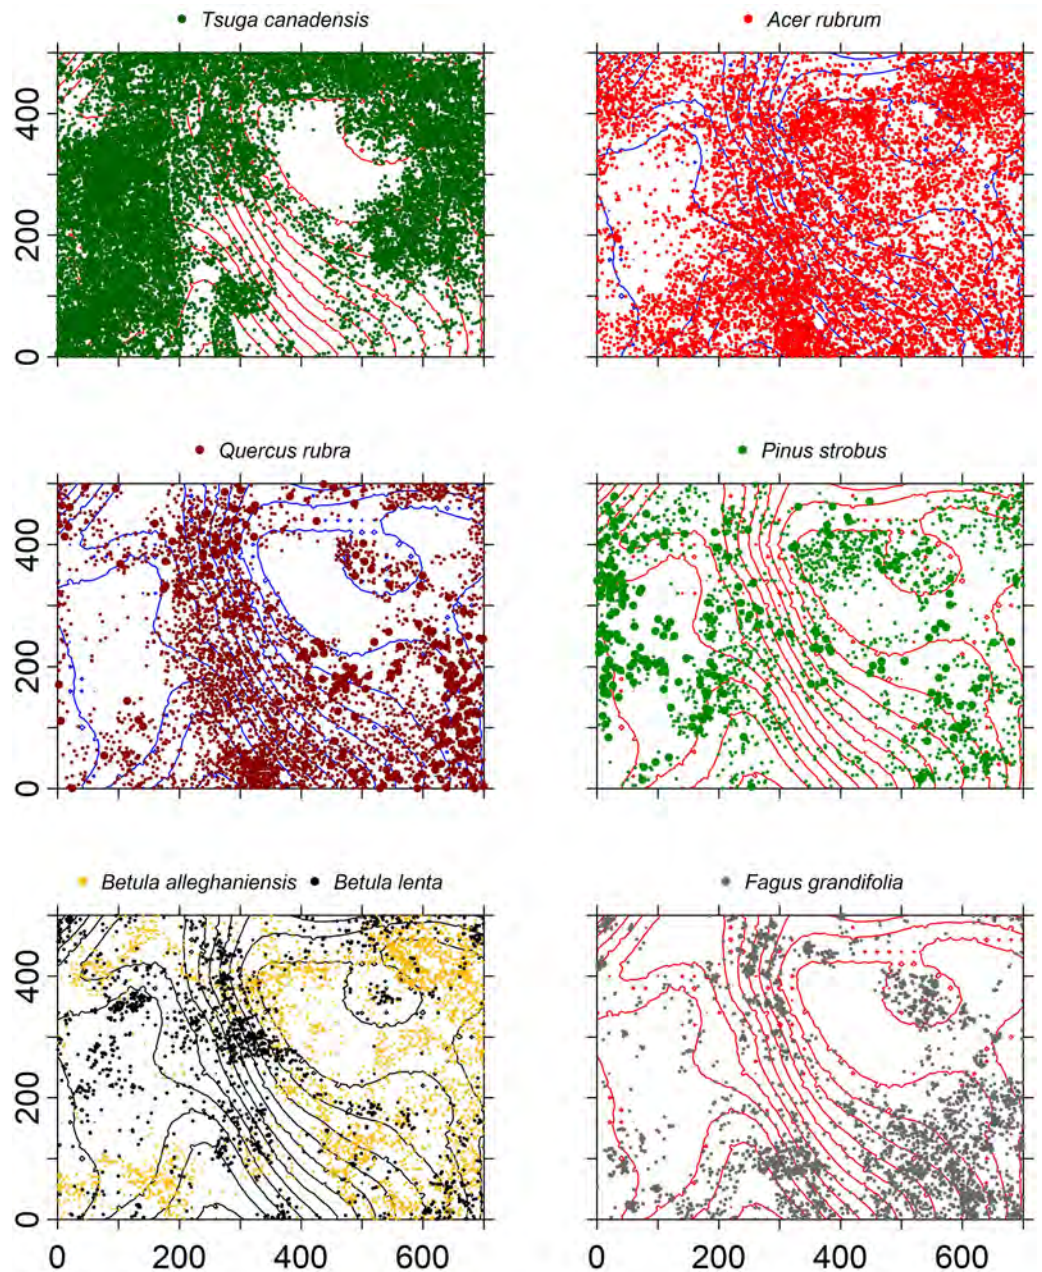 Tsuga canadensis
Acer rubrum
400
200
0
Quercus rubra
Pinus strobus
400
200
0
Betula alleghaniensis Betula lenta
Fagus grandifolia
400
200
0
0 200 400 600
0 200 400 600